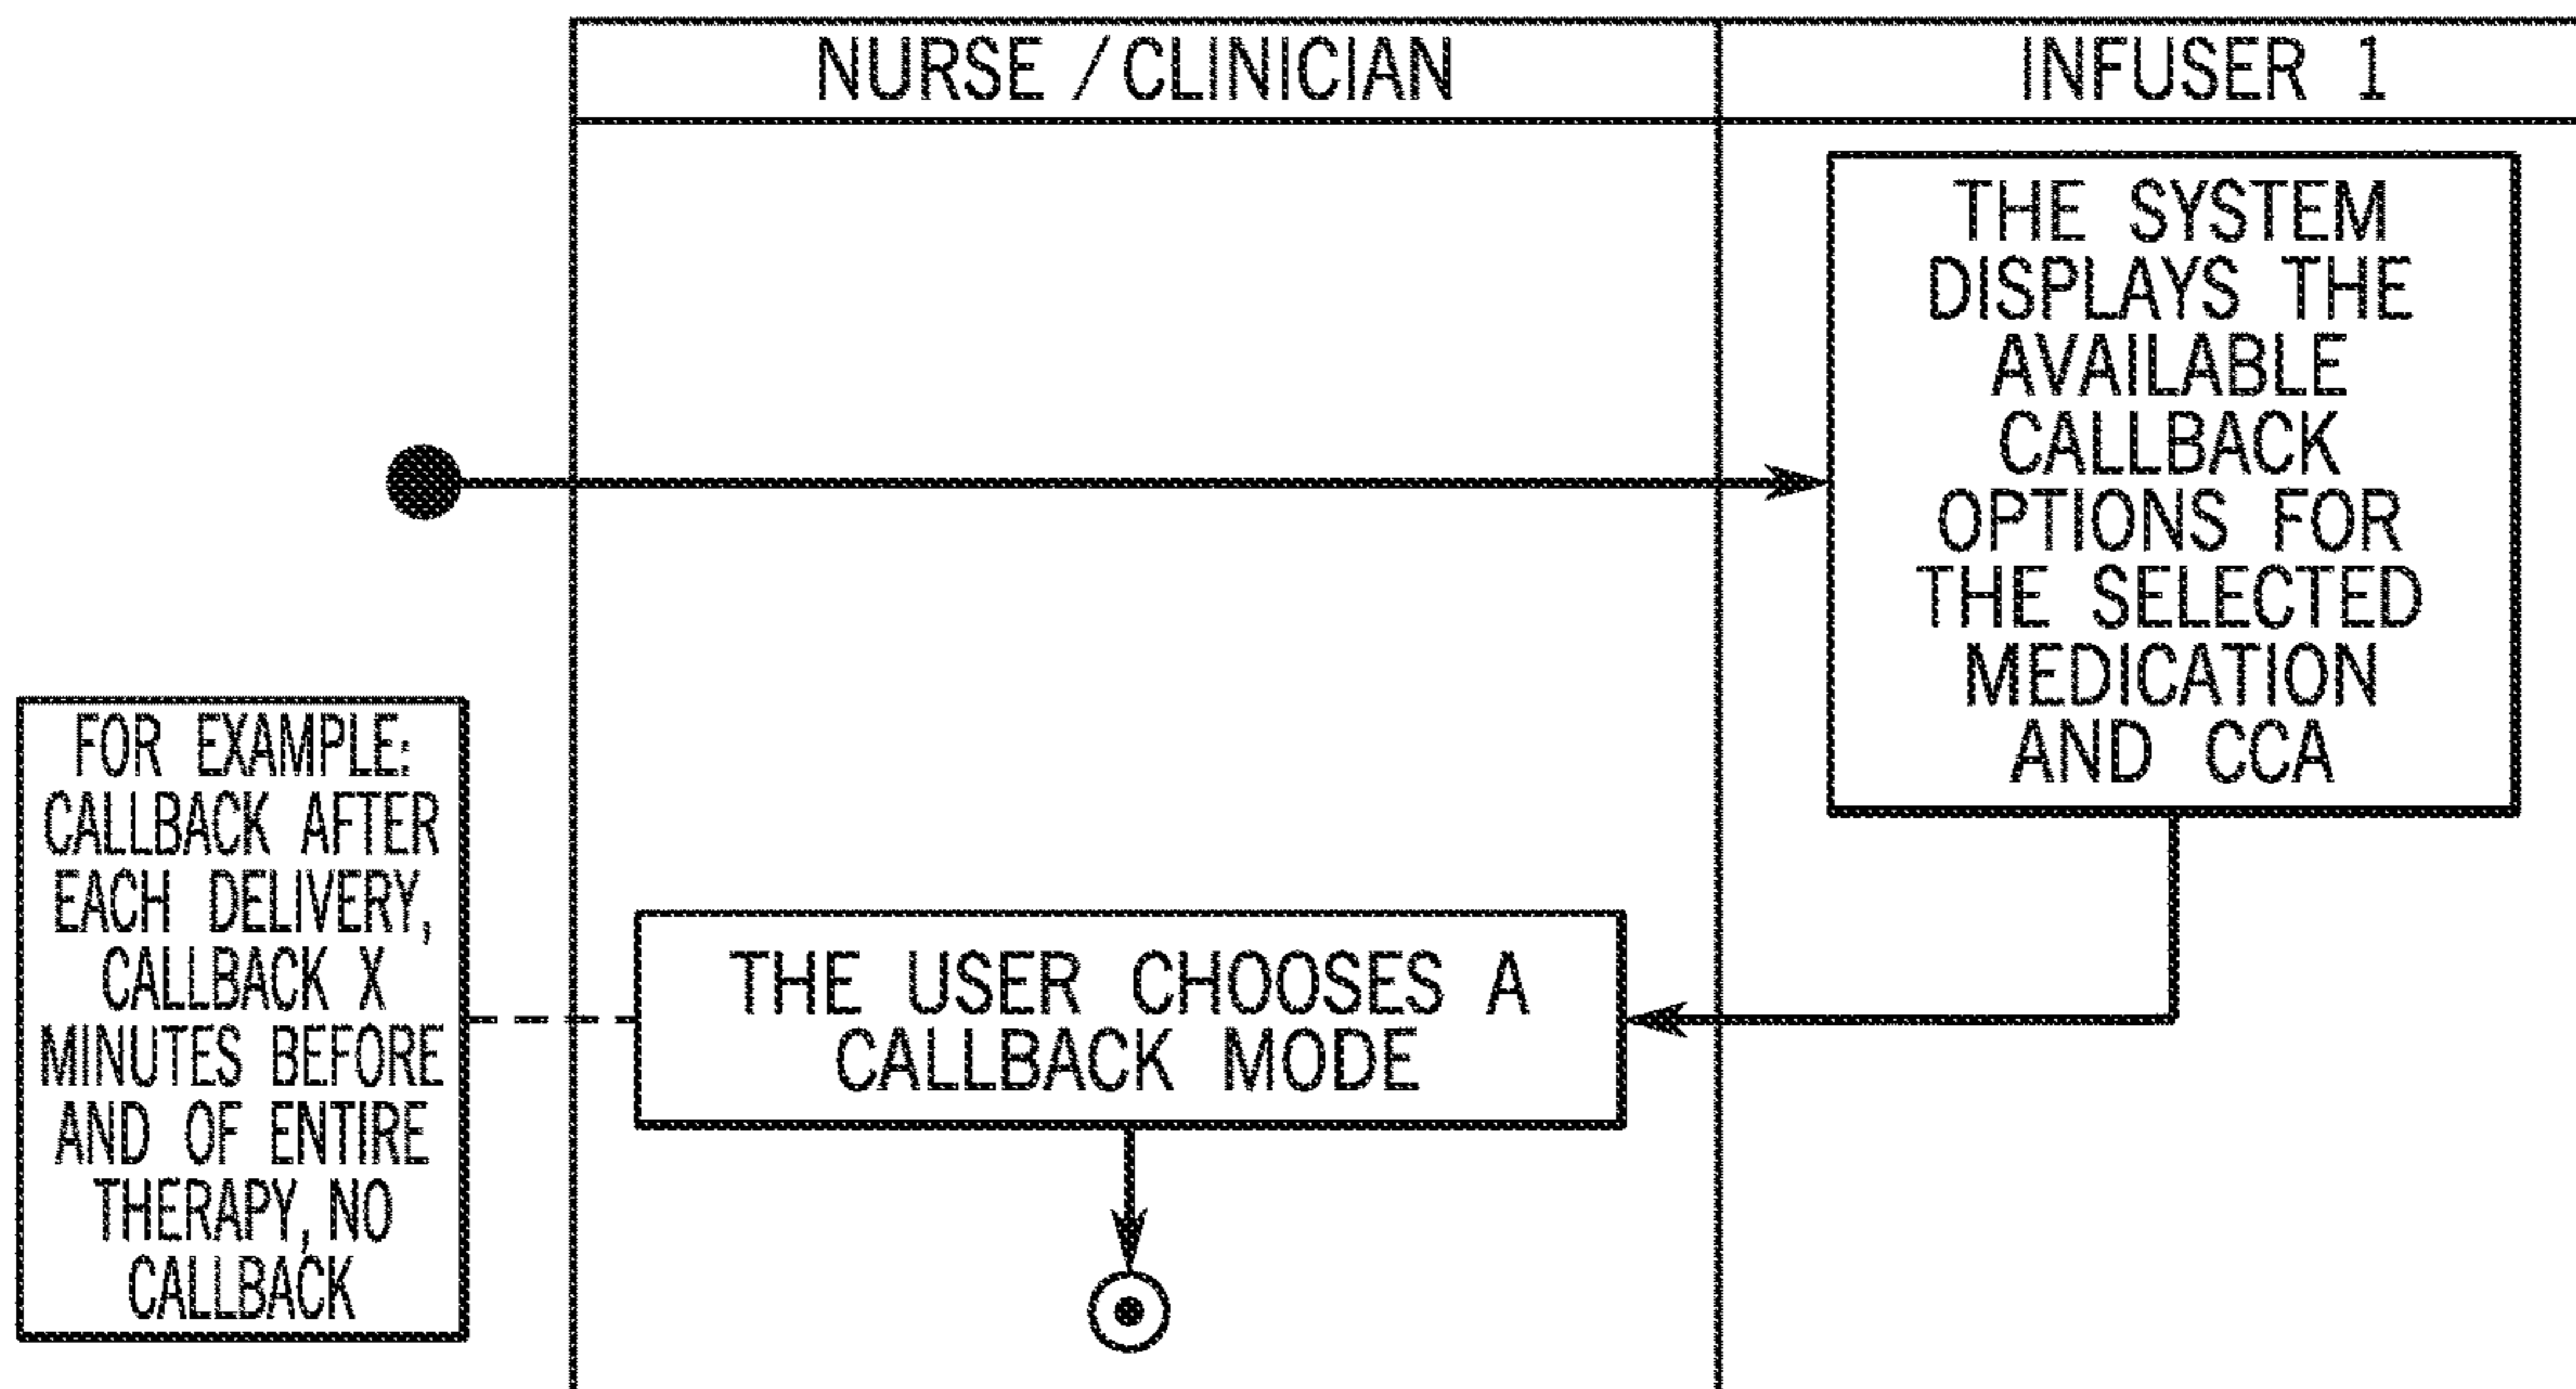 NURSE / CLINICIAN
INFUSER 1
THE SYSTEM
DISPLAYS THE
AVAILABLE
CALLBACK
OPTIONS FOR
THE SELECTED
MEDICATION
AND CCA
FOR EXAMPLE:
CALLBACK AFTER
EACH DELIVERY,
CALLBACK X
MINUTES BEFORE
AND OF ENTIRE
THERAPY, NO
CALLBACK
THE USER CHOOSES A
CALLBACK MODE